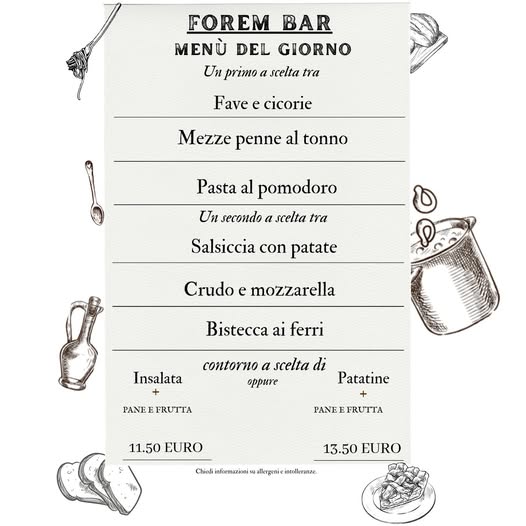 FOREM BAR
MENÙ DEL GIORNO
Un primo a scelta tra
Fave e cicorie
Mezze penne al tonno
Pasta al pomodoro
Un secondo a scelta tra
Salsiccia con patate
Crudo e mozzarella
Bistecca ai ferri
contorno a scelta di
Insalata oppure Patatine
+ +
PANE E FRUTTA PANE E FRUTTA
11.50 EURO 13.50 EURO
Chiedi informazioni su allergeni e intolleranze.